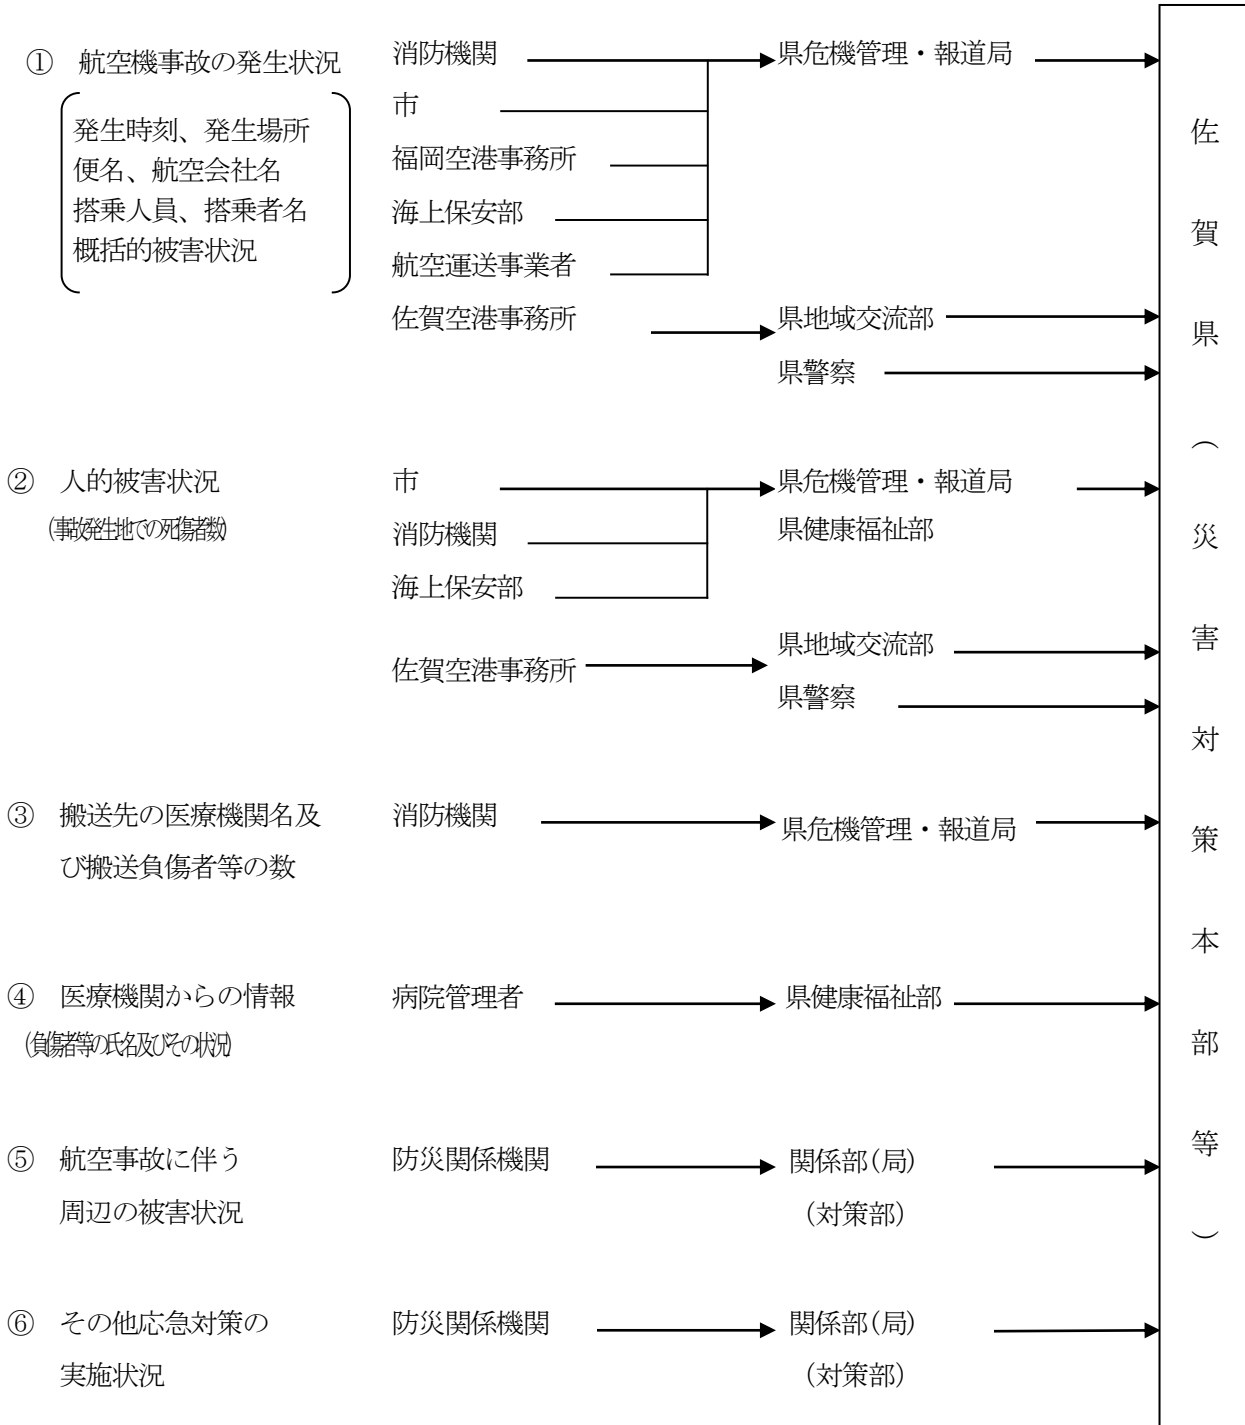 ① 航空機事故の発生状況
発生時刻、発生場所
便名、航空会社名
搭乗人員、搭乗者名
概括的被害状況
消防機関
県危機管理・報道局
市
福岡空港事務所
海上保安部
航空運送事業者
佐賀空港事務所
県地域交流部
県警察
② 人的被害状況
(事故発生地での死傷者数)
市
県危機管理・報道局
消防機関
県健康福祉部
海上保安部
佐賀空港事務所
県地域交流部
県警察
③ 搬送先の医療機関名及
び搬送負傷者等の数
消防機関
県危機管理・報道局
④ 医療機関からの情報
(負傷者等の氏名及びその状況)
病院管理者
県健康福祉部
⑤ 航空事故に伴う
周辺の被害状況
防災関係機関
関係部(局)
(対策部)
⑥ その他応急対策の
実施状況
防災関係機関
関係部(局)
(対策部)
佐賀県(災害対策本部等)